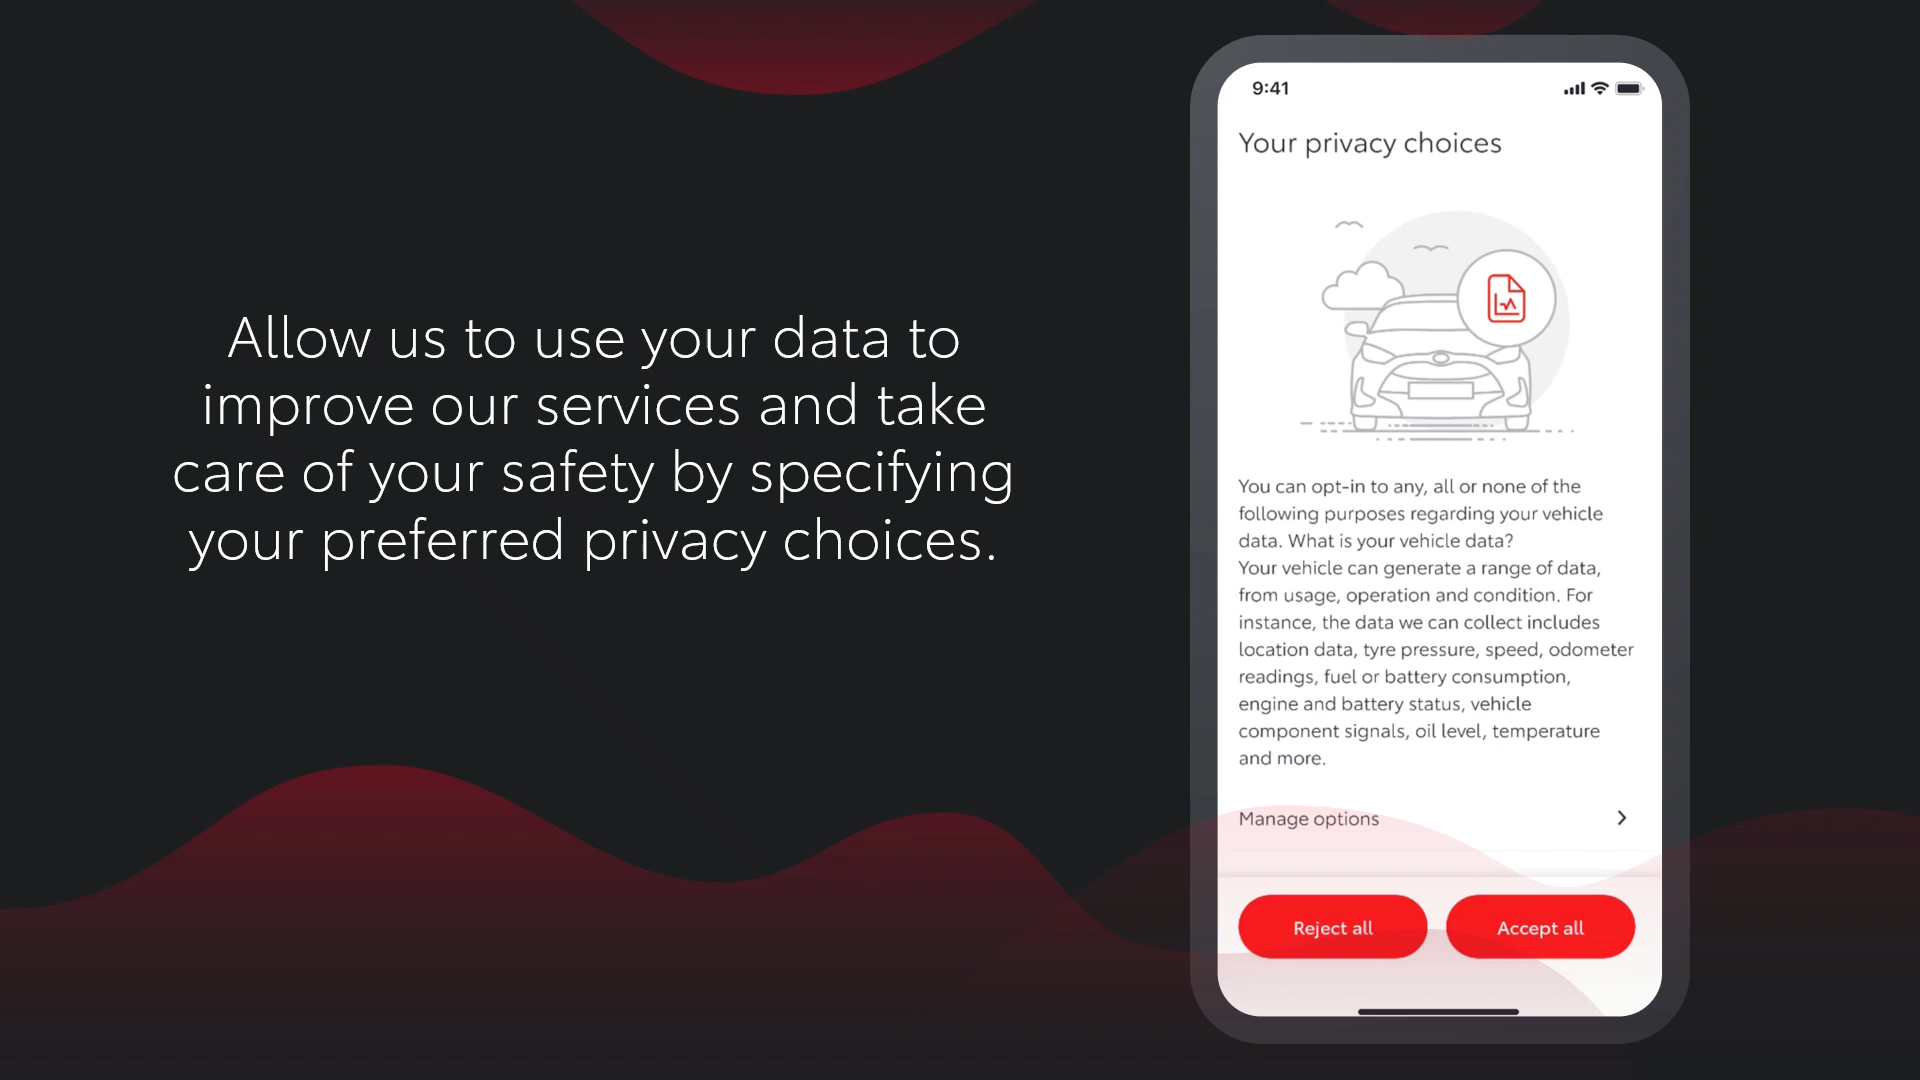 Allow us to use your data to
improve our services and take
care of your safety by specifying
your preferred privacy choices.
9:41
Your privacy choices
You can opt-in to any, all or none of the
following purposes regarding your vehicle
data. What is your vehicle data?
Your vehicle can generate a range of data,
from usage, operation and condition. For
instance, the data we can collect includes
location data, tyre pressure, speed, odometer
readings, fuel or battery consumption,
engine and battery status, vehicle
component signals, oil level, temperature
and more.
Manage options
Reject all
Accept all